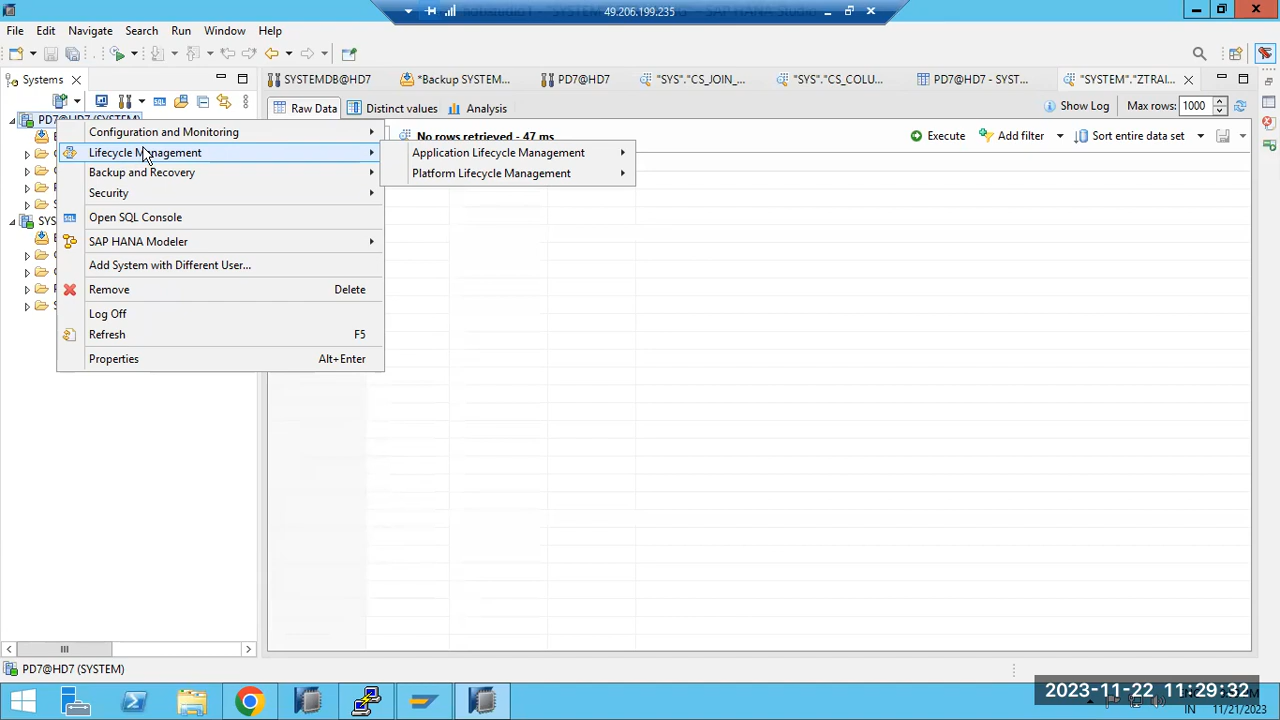 49.206.199.235
File Edit Navigate Search Run Window Help
Systems
SYSTEMDB@HD7
*Backup SYSTEM...
PD7@HD7
"SYS"."CS_JOIN_...
"SYS"."CS_COLU...
PD7@HD7 - SYST...
"SYSTEM".ZTRAI...
PD7@HD7 (SYSTEM)
Raw Data
Distinct values
Analysis
Show Log
Max rows: 1000
No rows retrieved - 47 ms
Execute
Add filter
Sort entire data set
Configuration and Monitoring
Lifecycle Management
Application Lifecycle Management
Platform Lifecycle Management
Backup and Recovery
Security
SYS
Open SQL Console
SAP HANA Modeler
Add System with Different User...
Remove Delete
Log Off
Refresh F5
Properties Alt+Enter
PD7@HD7 (SYSTEM)
2023-11-22 11:29:32
IN 11/21/2023